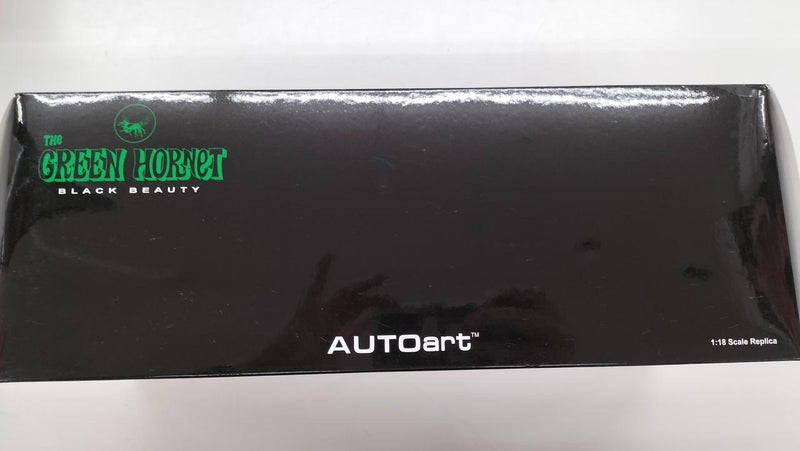 THe
GREEN HORNeT
BLACK BEAUTY
AUTOart™
1:18 Scale Replica